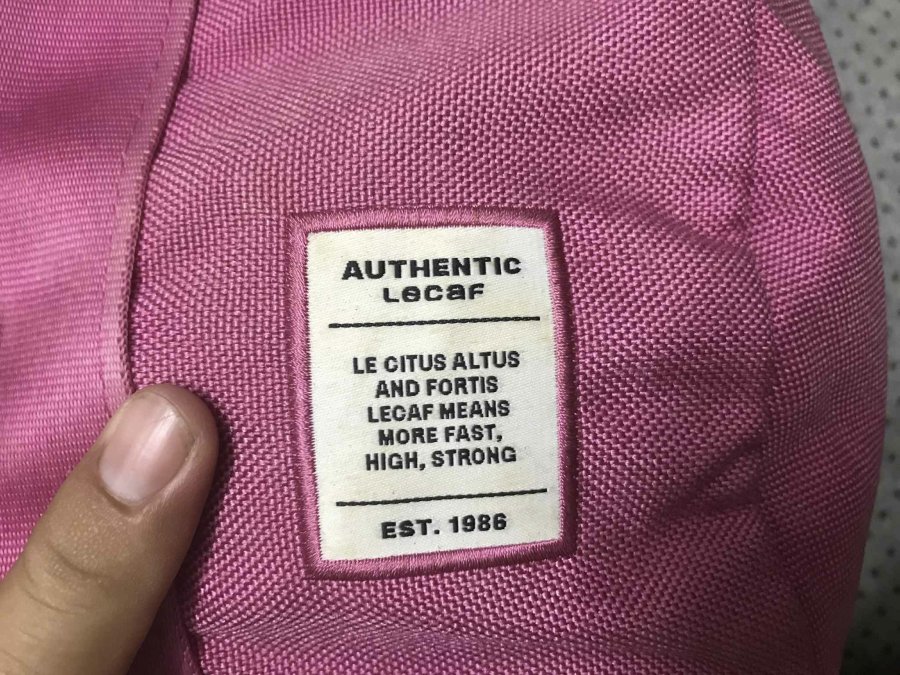 AUTHENTIC
Lecaf
LE CITUS ALTUS
AND FORTIS
LECAF MEANS
MORE FAST,
HIGH, STRONG
EST. 1986